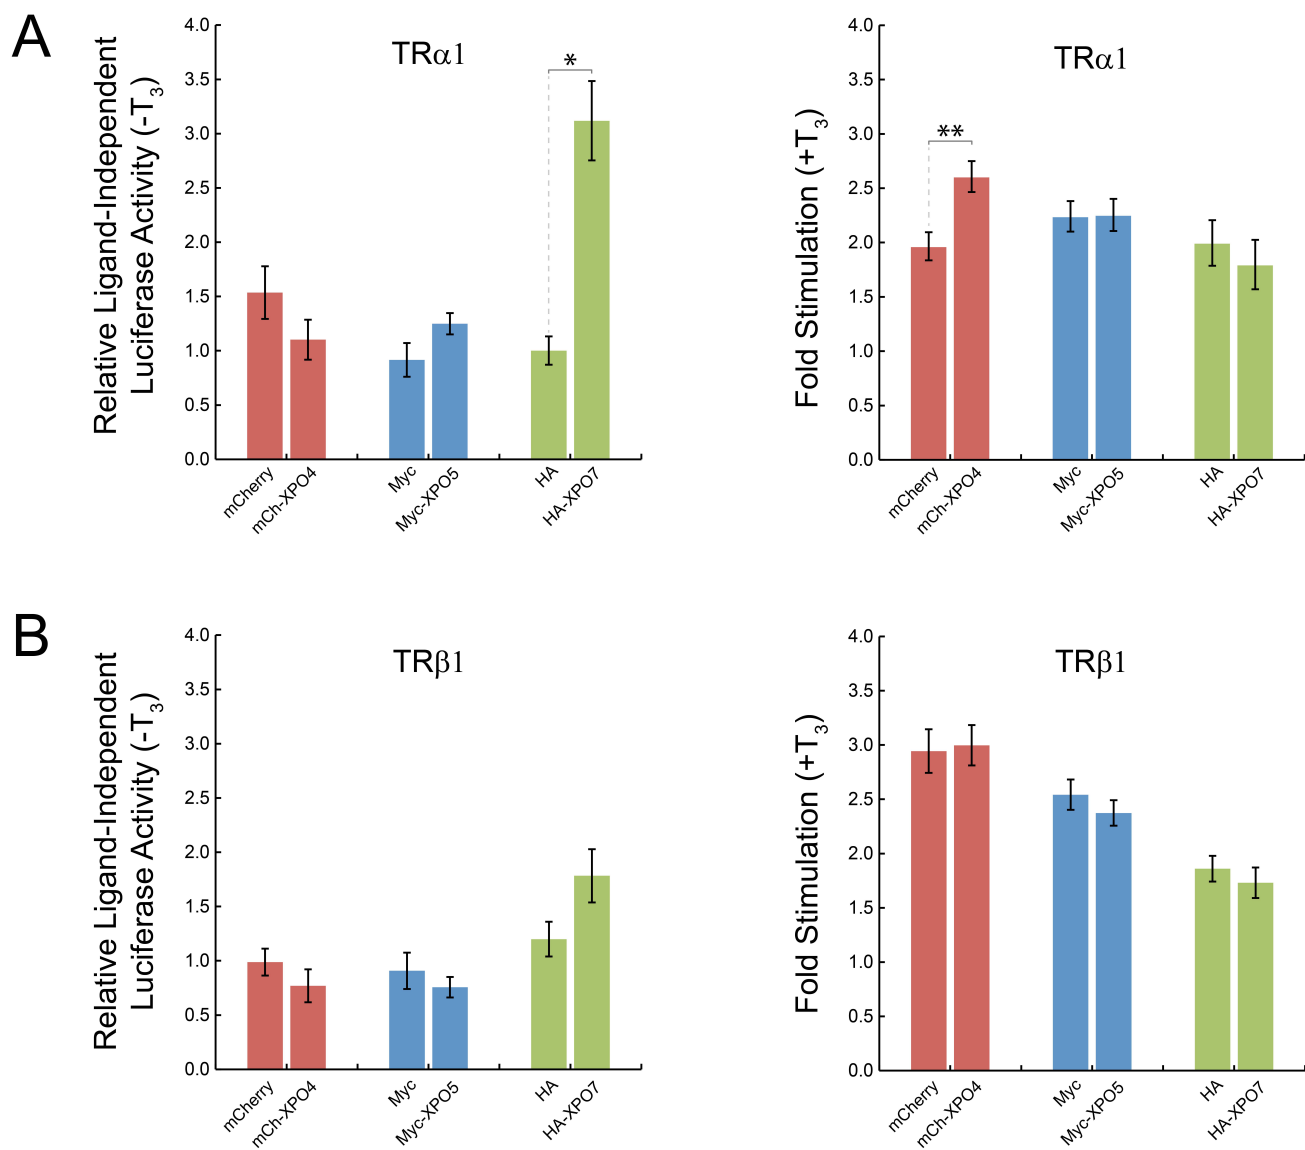 A
Relative Ligand-Independent
Luciferase Activity (-T3)
TRα1
4.0
3.5
3.0
2.5
2.0
1.5
1.0
0.5
0.0
*
mCherry
mCh-XPO4
Myc
Myc-XPO5
HA
HA-XPO7
Fold Stimulation (+T3)
TRα1
4.0
3.5
3.0
2.5
2.0
1.5
1.0
0.5
0.0
**
mCherry
mCh-XPO4
Myc
Myc-XPO5
HA
HA-XPO7
B
Relative Ligand-Independent
Luciferase Activity (-T3)
TRβ1
4.0
3.5
3.0
2.5
2.0
1.5
1.0
0.5
0.0
mCherry
mCh-XPO4
Myc
Myc-XPO5
HA
HA-XPO7
Fold Stimulation (+T3)
TRβ1
4.0
3.5
3.0
2.5
2.0
1.5
1.0
0.5
0.0
mCherry
mCh-XPO4
Myc
Myc-XPO5
HA
HA-XPO7